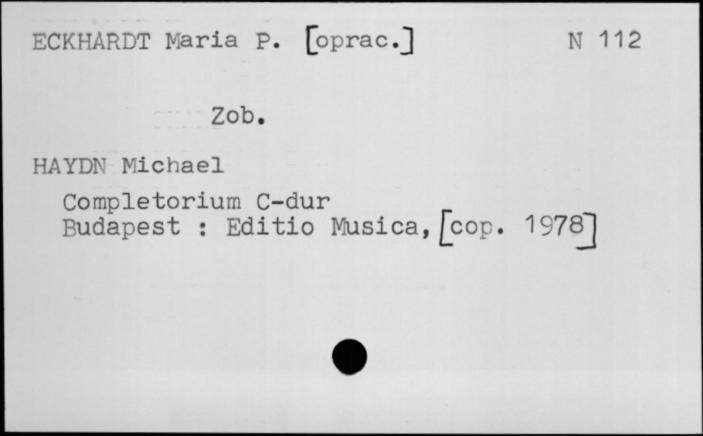 ECKHARDT Maria P. [oprac.] N 112
Zob.
HAYDN Michael
Completorium C-dur
Budapest : Editio Musica, [cop. 1978]